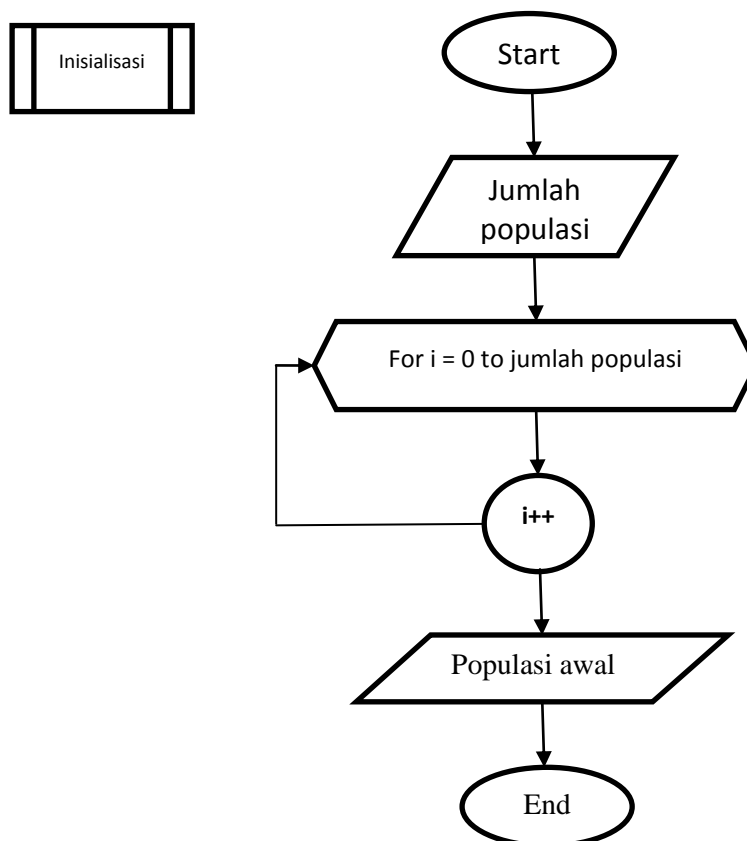 Inisialisasi
Start
Jumlah
populasi
For i = 0 to jumlah populasi
i++
Populasi awal
End